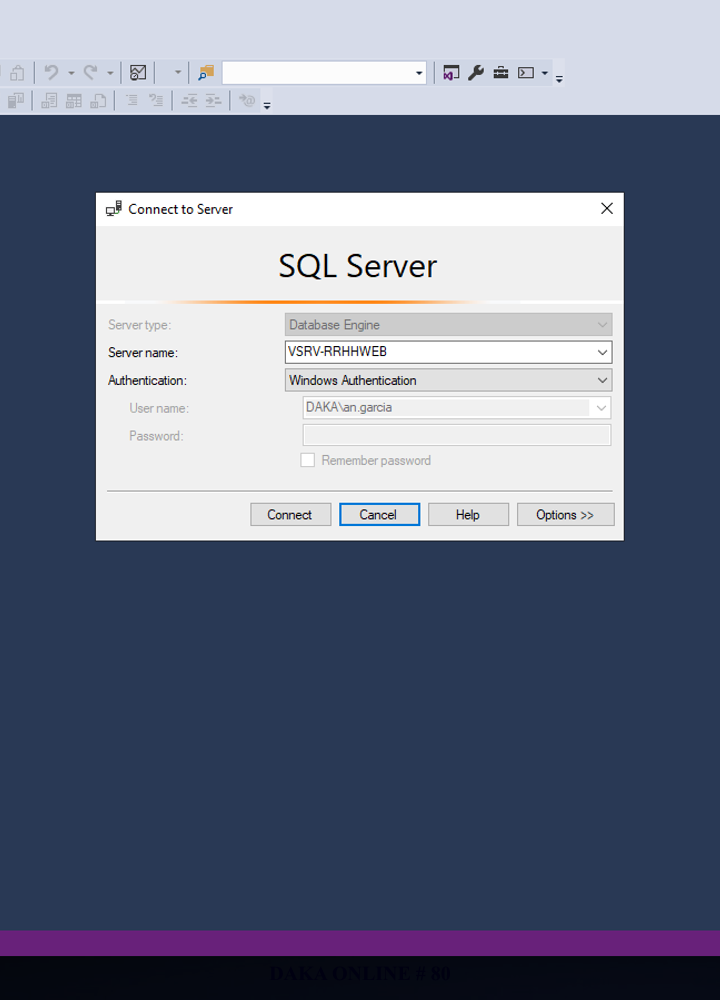 Connect to Server
SQL Server
Server type: Database Engine
Server name: VSRV-RRHHWEB
Authentication: Windows Authentication
User name: DAKA\an.garcia
Password:
Remember password
Connect Cancel Help Options >>
DAKA ONLINE # 80